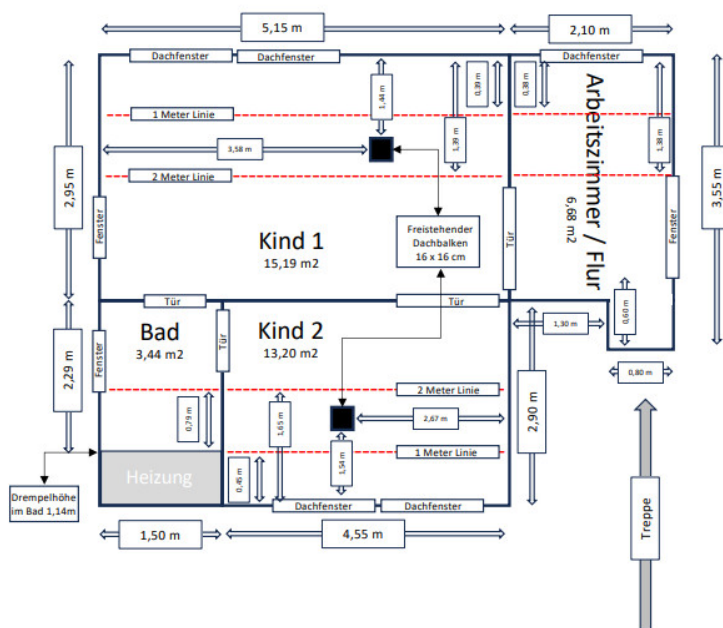 5,15 m
2,10 m
Dachfenster
Dachfenster
Dachfenster
1,44 m
0,39 m
0,38 m
1 Meter Linie
1,39 m
1,38 m
3,58 m
2 Meter Linie
2,95 m
3,55 m
Arbeitszimmer / Flur
6,68 m2
Fenster
Fenster
Freistehender
Dachbalken
16 x 16 cm
Kind 1
15,19 m2
Tür
Tür
Tür
Bad
3,44 m2
Kind 2
13,20 m2
Tür
0,60 m
1,30 m
0,80 m
Fenster
2,29 m
2 Meter Linie
2,90 m
0,79 m
1,65 m
2,67 m
1 Meter Linie
1,54 m
0,45 m
Heizung
Drempelhöhe
im Bad 1,14m
Dachfenster
Dachfenster
1,50 m
4,55 m
Treppe